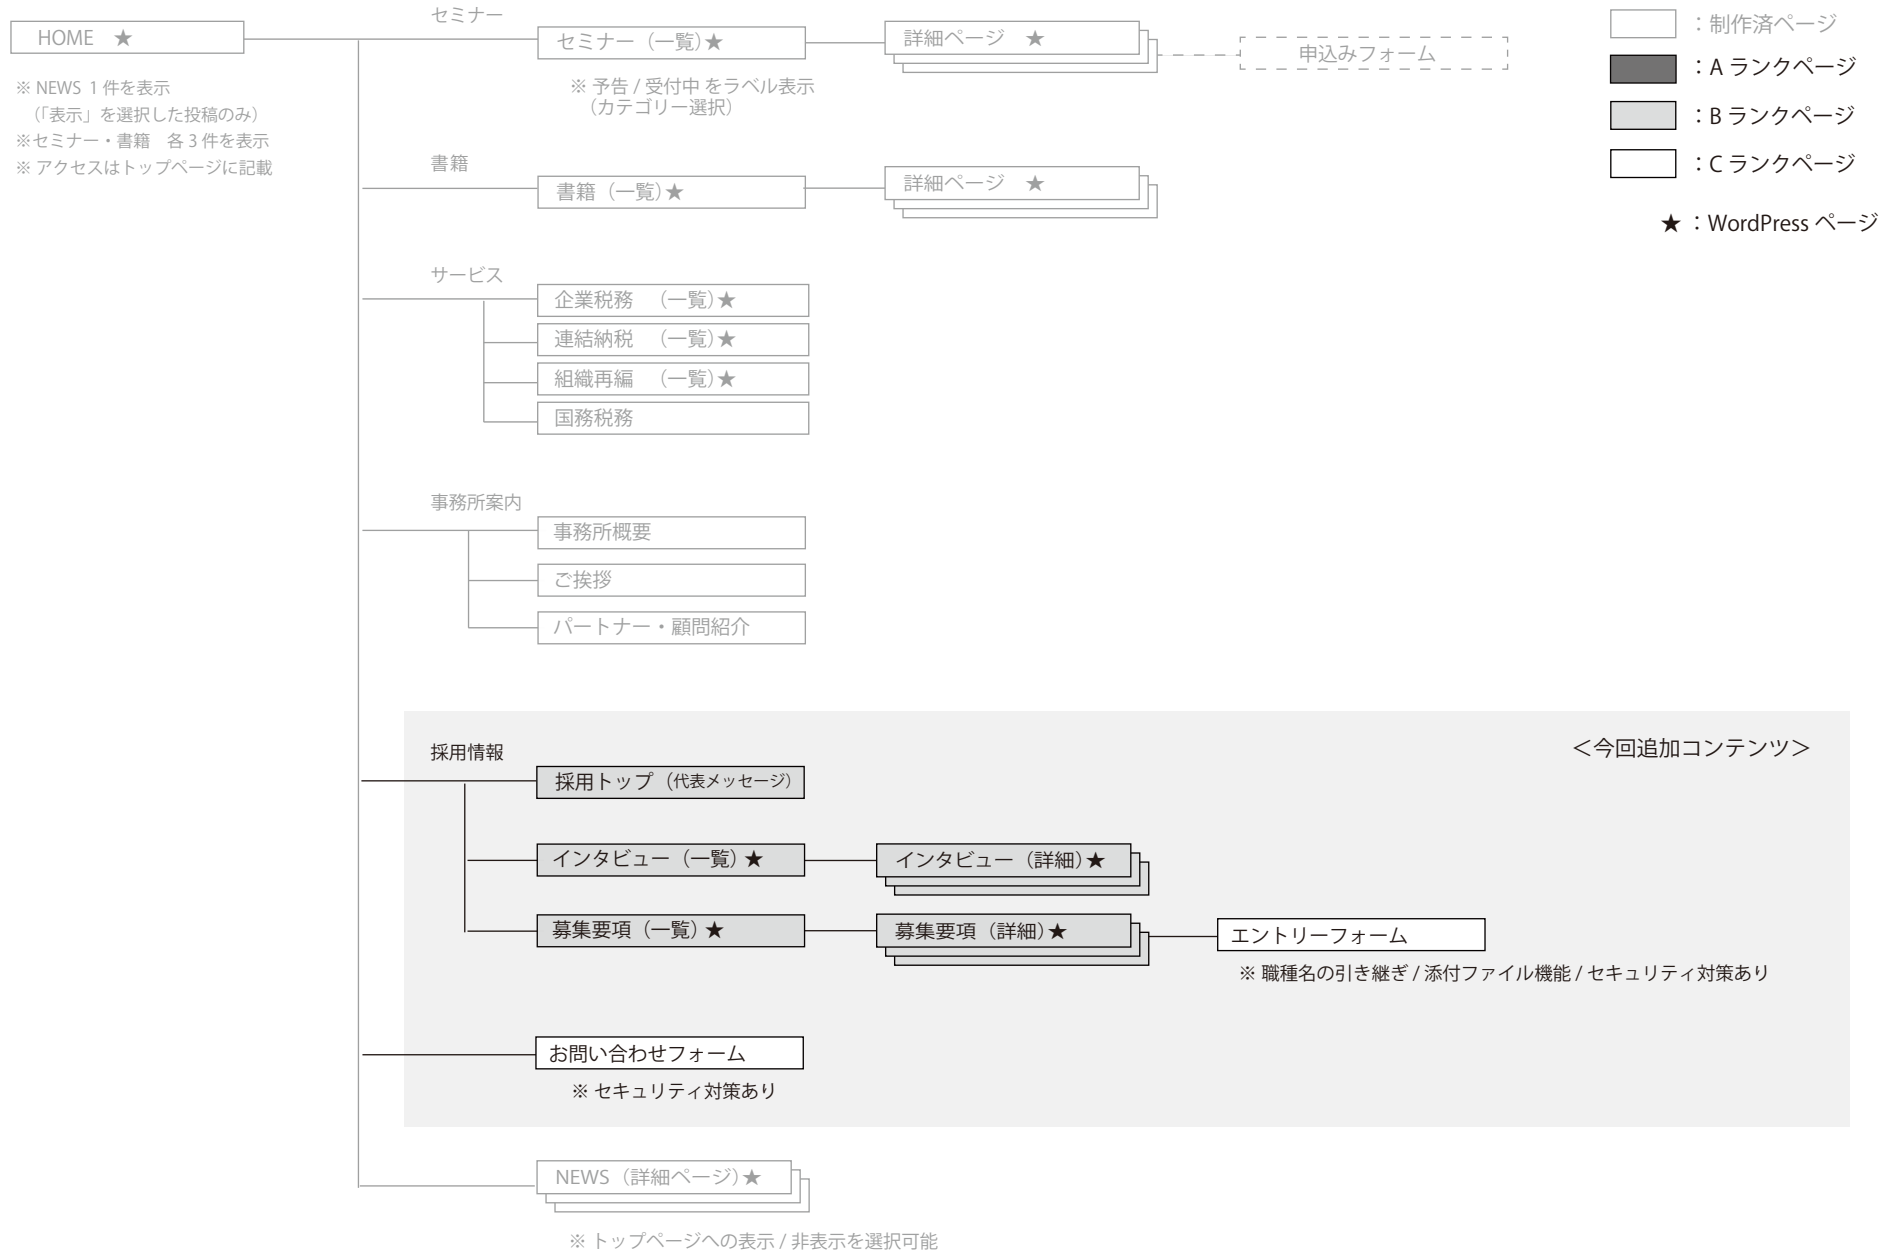 HOME ★
※ NEWS 1 件を表示
（「表示」を選択した投稿のみ）
※セミナー・書籍　各 3 件を表示
※ アクセスはトップページに記載
セミナー
セミナー（一覧）★
※ 予告 / 受付中 をラベル表示
（カテゴリー選択）
詳細ページ　★
申込みフォーム
：制作済ページ
：A ランクページ
：B ランクページ
：C ランクページ
★ ：WordPress ページ
書籍
書籍（一覧）★
詳細ページ　★
サービス
企業税務　（一覧）★
連結納税　（一覧）★
組織再編　（一覧）★
国務税務
事務所案内
事務所概要
ご挨拶
パートナー・顧問紹介
＜今回追加コンテンツ＞
採用情報
採用トップ（代表メッセージ）
インタビュー（一覧）★
インタビュー（詳細）★
募集要項（一覧）★
募集要項（詳細）★
エントリーフォーム
※ 職種名の引き継ぎ / 添付ファイル機能 / セキュリティ対策あり
お問い合わせフォーム
※ セキュリティ対策あり
NEWS（詳細ページ）★
※ トップページへの表示 / 非表示を選択可能